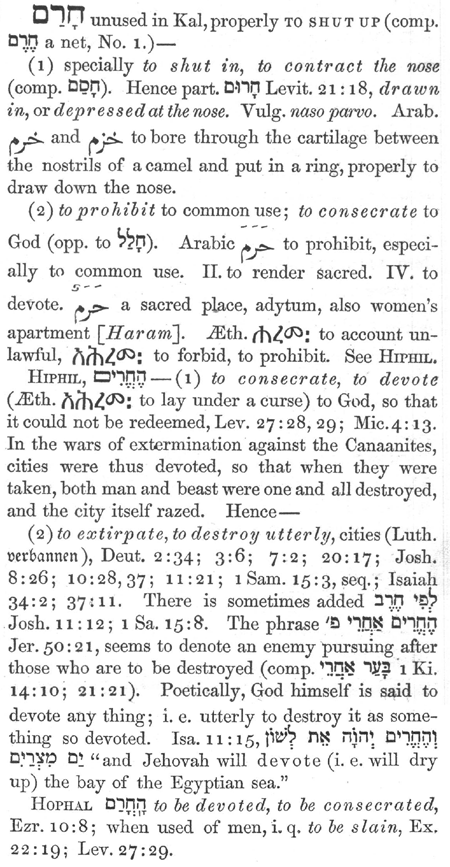 חָרַם unused in Kal, properly TO SHUT UP (comp.
חֵרֶם a net, No. 1.)—
(1) specially to shut in, to contract the nose
(comp. חָסַם). Hence part. חָרוּם Levit. 21:18, drawn
in, or depressed at the nose. Vulg. naso parvo. Arab.
خرم and خزم to bore through the cartilage between
the nostrils of a camel and put in a ring, properly to
draw down the nose.
(2) to prohibit to common use; to consecrate to
God (opp. to חָלַל). Arabic حَرَمَ to prohibit, especi-
ally to common use. II. to render sacred. IV. to
devote. حَرَمٌ a sacred place, adytum, also women's
apartment [Haram]. Æth. ሐረመ፡ to account un-
lawful, አሕረመ፡ to forbid, to prohibit. See HIPHIL.
HIPHIL, הֶחֱרִים—(1) to consecrate, to devote
(Æth. አሕረመ፡ to lay under a curse) to God, so that
it could not be redeemed, Lev. 27:28, 29; Mic. 4:13.
In the wars of extermination against the Canaanites,
cities were thus devoted, so that when they were
taken, both man and beast were one and all destroyed,
and the city itself razed. Hence—
(2) to extirpate, to destroy utterly, cities (Luth.
verbannen), Deut. 2:34; 3:6; 7:2; 20:17; Josh.
8:26; 10:28, 37; 11:21; 1 Sam. 15:3, seq.; Isaiah
34:2; 37:11. There is sometimes added לְפִי חֶרֶב
Josh. 11:12; 1 Sa. 15:8. The phrase הֶחֱרִים אַחֲרֵי פ׳
Jer. 50:21, seems to denote an enemy pursuing after
those who are to be destroyed (comp. בִּעֵר אַחֲרֵי 1 Ki.
14:10; 21:21). Poetically, God himself is said to
devote any thing; i. e. utterly to destroy it as some-
thing so devoted. Isa. 11:15, וְהֶחֱרִים יְהוָֹה אֵת לְשׁוֹן
יָם מִצְרַיִם "and Jehovah will devote (i. e. will dry
up) the bay of the Egyptian sea."
HOPHAL הָחֳרַם to be devoted, to be consecrated,
Ezr. 10:8; when used of men, i. q. to be slain, Ex.
22:19; Lev. 27:29.